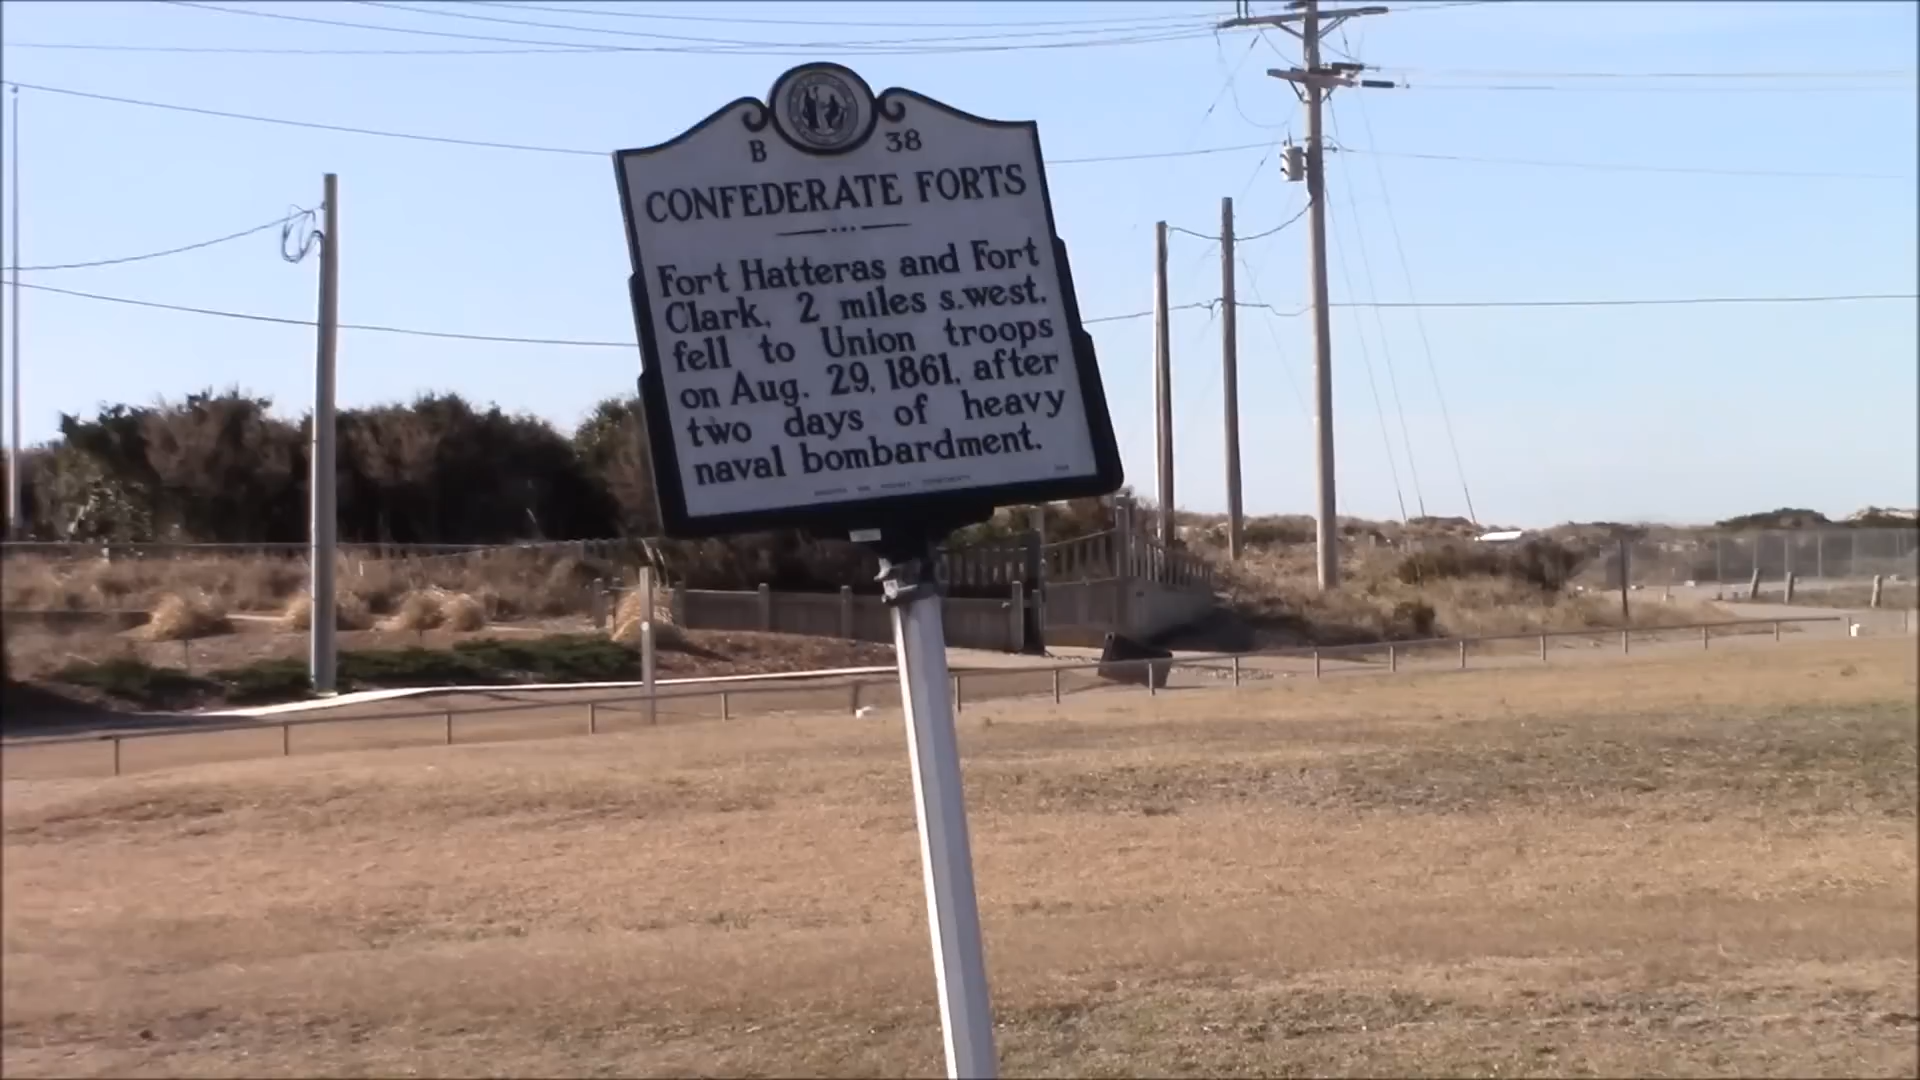 B 38
CONFEDERATE FORTS
Fort Hatteras and Fort
Clark, 2 miles s.west,
fell to Union troops
on Aug. 29, 1861, after
two days of heavy
naval bombardment.